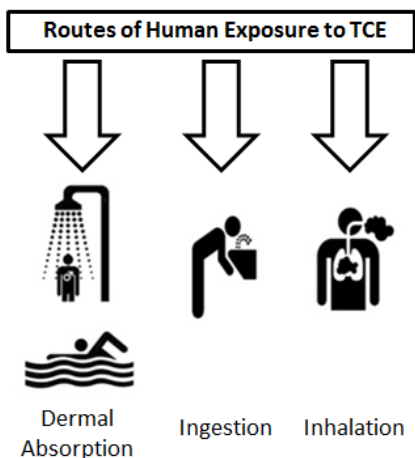 Routes of Human Exposure to TCE
Dermal
Absorption
Ingestion
Inhalation